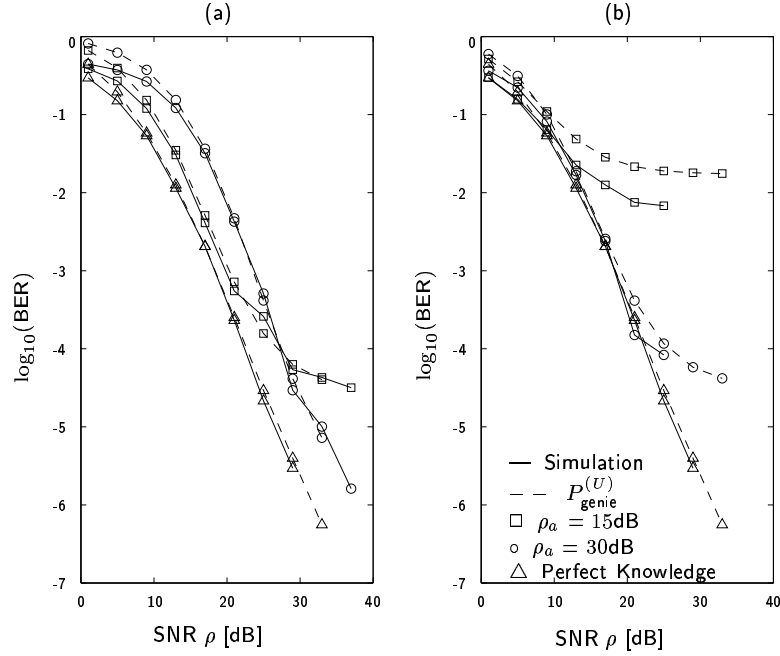 (a)
0
-1
-2
-3
-4
-5
-6
-7
0
10
20
30
40
log10(BER)
SNR ρ [dB]
(b)
0
-1
-2
-3
-4
-5
-6
-7
0
10
20
30
40
log10(BER)
SNR ρ [dB]
Simulation
P(U)genie
ρa = 15dB
ρa = 30dB
Perfect Knowledge